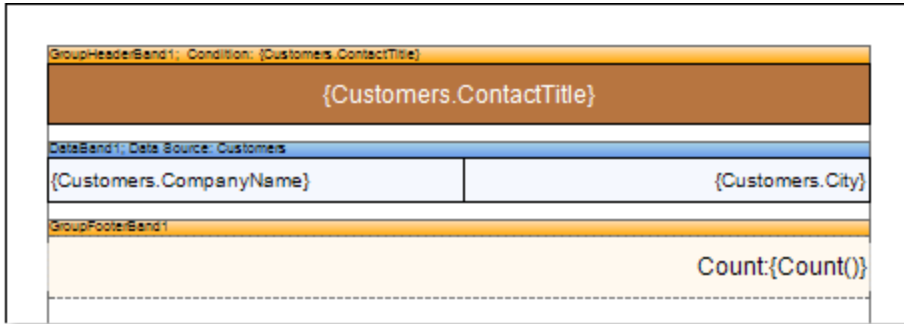 GroupHeaderBand1; Condition: {Customers.ContactTitle}
{Customers.ContactTitle}
DataBand1; Data Source: Customers
{Customers.CompanyName} {Customers.City}
GroupFooterBand1
Count:{Count()}